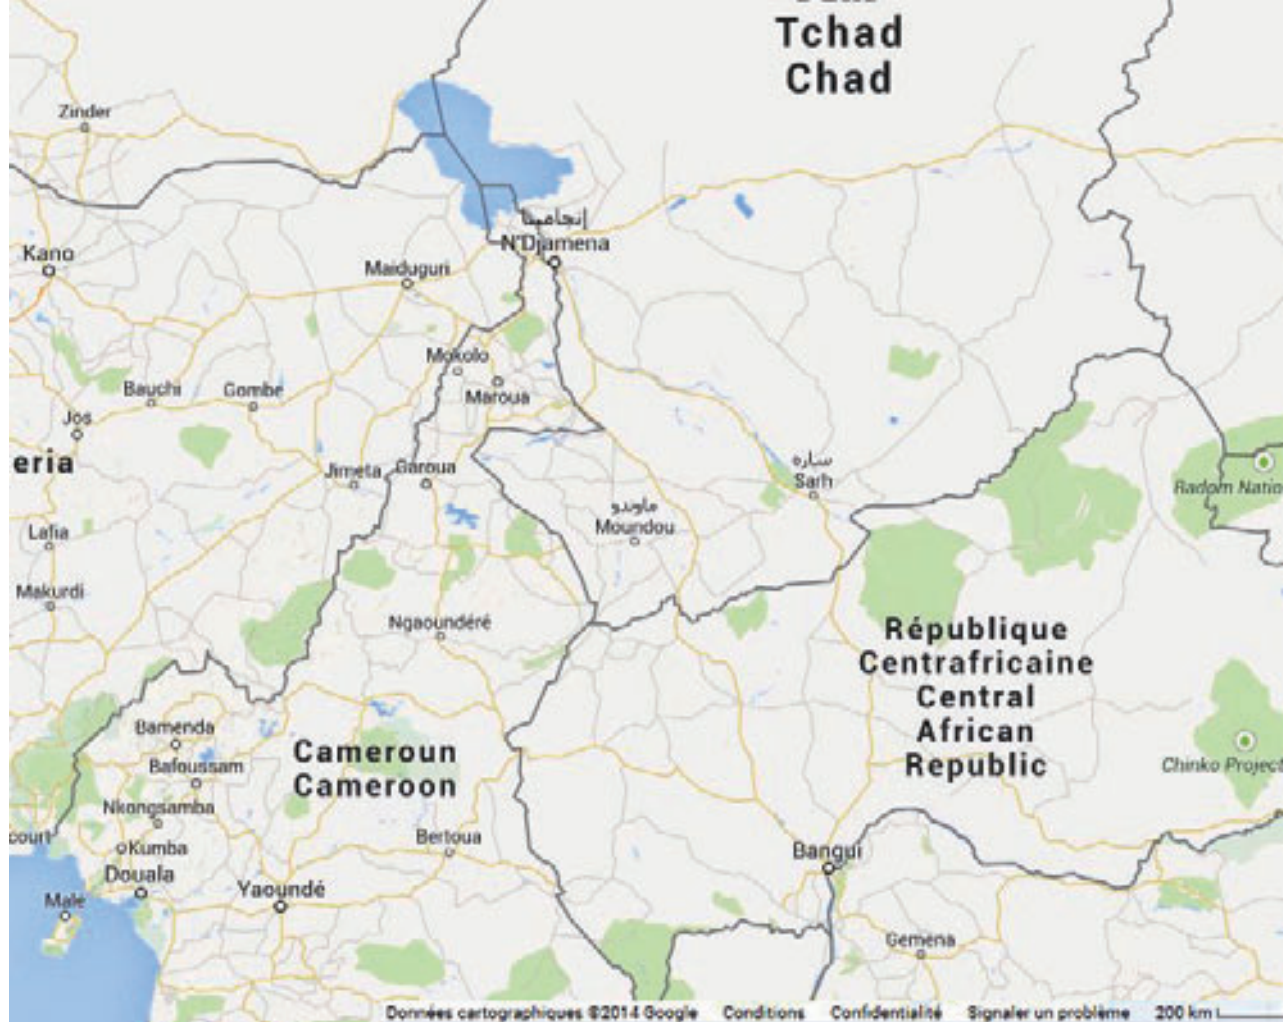 Tchad
Chad
Zinder
إنجامينا
N'Djamena
Kano
Maiduguri
Mokolo
Maroua
Bauchi
Gombe
Jos
eria
Jimeta
Garoua
ساره
Sarh
Radom Natio
ماوندو
Moundou
Lafia
Makurdi
Ngaoundéré
République
Centrafricaine
Central
African
Republic
Bamenda
Bafoussam
Cameroun
Cameroon
Chinko Project
Nkongsamba
court
Kumba
Bertoua
Douala
Bangui
Yaoundé
Male
Gemena
Données cartographiques ©2014 Google Conditions Confidentialité Signaler un problème 200 km